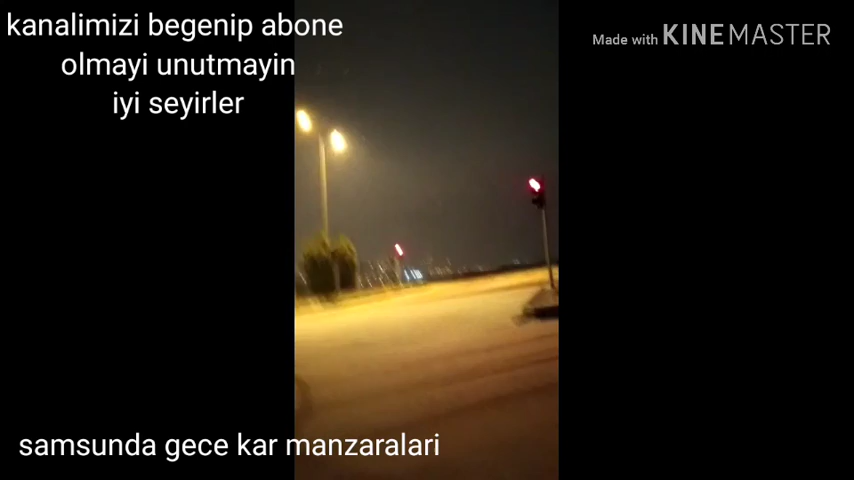 kanalimizi begenip abone
olmayi unutmayin
iyi seyirler
Made with KINEMASTER
samsunda gece kar manzaralari